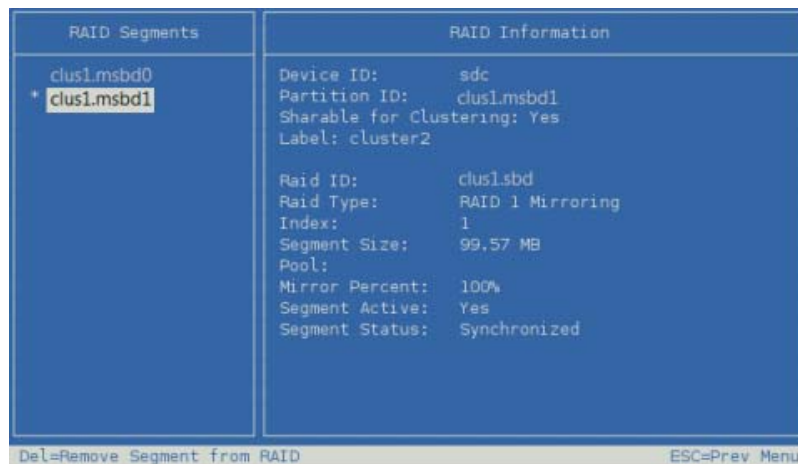 RAID Segments
RAID Information
clus1.msbd0
* clus1.msbd1
Device ID: sdc
Partition ID: clus1.msbd1
Sharable for Clustering: Yes
Label: cluster2
Raid ID: clus1.sbd
Raid Type: RAID 1 Mirroring
Index: 1
Segment Size: 99.57 MB
Pool:
Mirror Percent: 100%
Segment Active: Yes
Segment Status: Synchronized
Del=Remove Segment from RAID ESC=Prev Menu